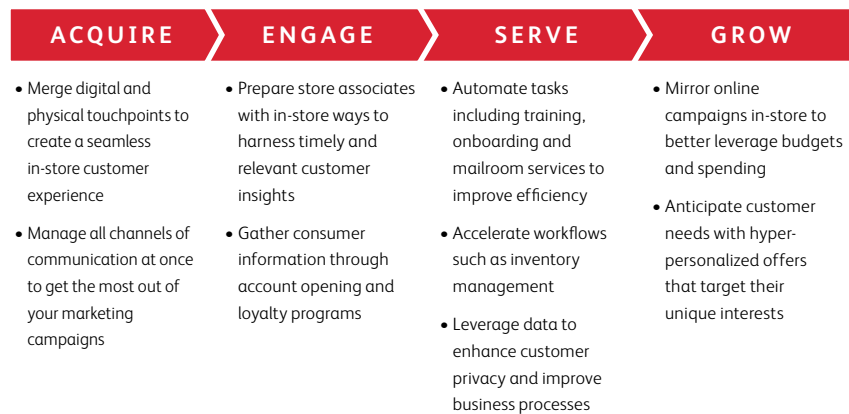 ACQUIRE
• Merge digital and
physical touchpoints to
create a seamless
in-store customer
experience
• Manage all channels of
communication at once
to get the most out of
your marketing
campaigns
ENGAGE
• Prepare store associates
with in-store ways to
harness timely and
relevant customer
insights
• Gather consumer
information through
account opening and
loyalty programs
SERVE
• Automate tasks
including training,
onboarding and
mailroom services to
improve efficiency
• Accelerate workflows
such as inventory
management
• Leverage data to
enhance customer
privacy and improve
business processes
GROW
• Mirror online
campaigns in-store to
better leverage budgets
and spending
• Anticipate customer
needs with hyper-
personalized offers
that target their
unique interests